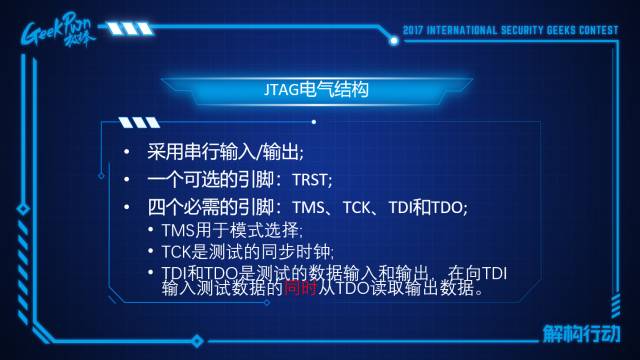 GeekPwn
极棒
2017 INTERNATIONAL SECURITY GEEKS CONTEST
JTAG电气结构
• 采用串行输入/输出;
• 一个可选的引脚：TRST;
• 四个必需的引脚：TMS、TCK、TDI和TDO;
• TMS用于模式选择;
• TCK是测试的同步时钟;
• TDI和TDO是测试的数据输入和输出，在向TDI
输入测试数据的同时从TDO读取输出数据。
解构行动